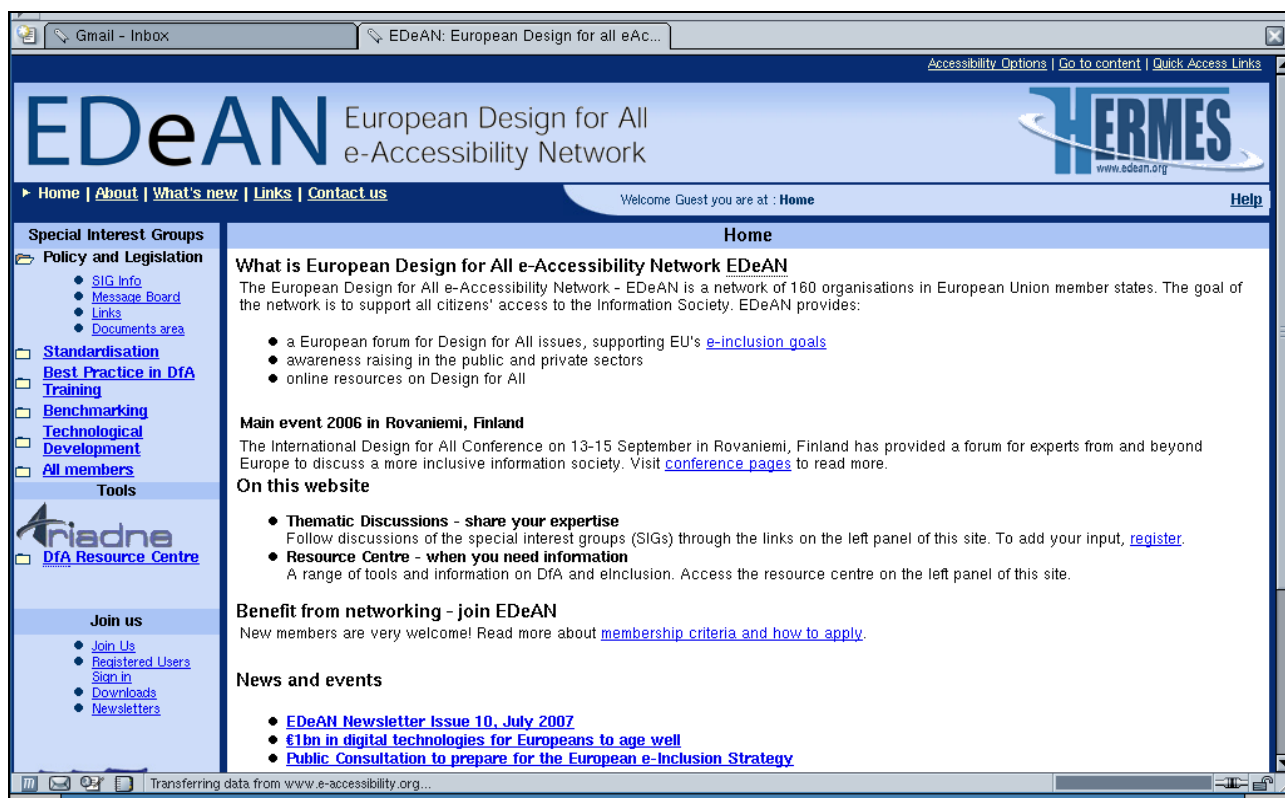 Gmail - Inbox
EDeAN: European Design for all eAc...
Accessibility Options | Go to content | Quick Access Links
EDeAN
European Design for All
e-Accessibility Network
HERMES
www.edean.org
Home | About | What's new | Links | Contact us
Welcome Guest you are at : Home
Help
Special Interest Groups
Policy and Legislation
SIG Info
Message Board
Links
Documents area
Standardisation
Best Practice in DfA
Training
Benchmarking
Technological
Development
All members
Tools
Ariadne
DfA Resource Centre
Join us
Join Us
Registered Users
Sign in
Downloads
Newsletters
Home
What is European Design for All e-Accessibility Network EDeAN
The European Design for All e-Accessibility Network - EDeAN is a network of 160 organisations in European Union member states. The goal of
the network is to support all citizens' access to the Information Society. EDeAN provides:
a European forum for Design for All issues, supporting EU's e-inclusion goals
awareness raising in the public and private sectors
online resources on Design for All
Main event 2006 in Rovaniemi, Finland
The International Design for All Conference on 13-15 September in Rovaniemi, Finland has provided a forum for experts from and beyond
Europe to discuss a more inclusive information society. Visit conference pages to read more.
On this website
Thematic Discussions - share your expertise
Follow discussions of the special interest groups (SIGs) through the links on the left panel of this site. To add your input, register.
Resource Centre - when you need information
A range of tools and information on DfA and eInclusion. Access the resource centre on the left panel of this site.
Benefit from networking - join EDeAN
New members are very welcome! Read more about membership criteria and how to apply.
News and events
EDeAN Newsletter Issue 10, July 2007
€1bn in digital technologies for Europeans to age well
Public Consultation to prepare for the European e-Inclusion Strategy
Transferring data from www.e-accessibility.org...